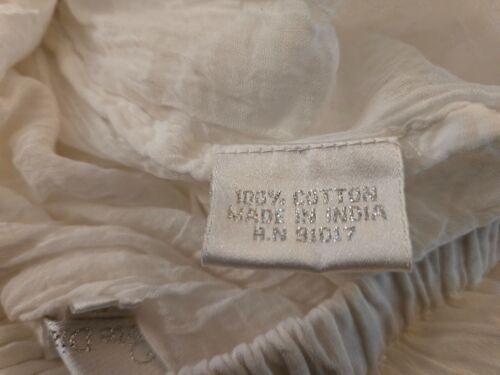 100% COTTON
MADE IN INDIA
H.N 91017